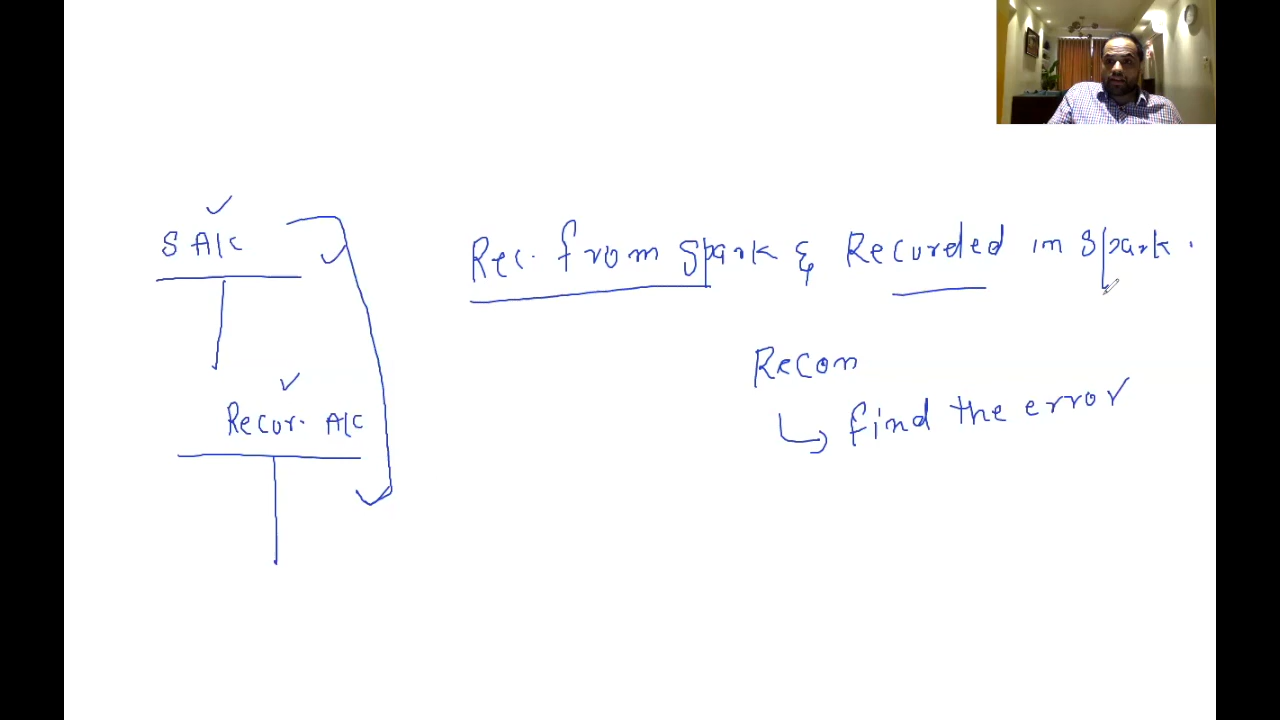 S A/C
Rec. from Spark & Recorded in Spark.
Recon
find the error
Recor. A/C